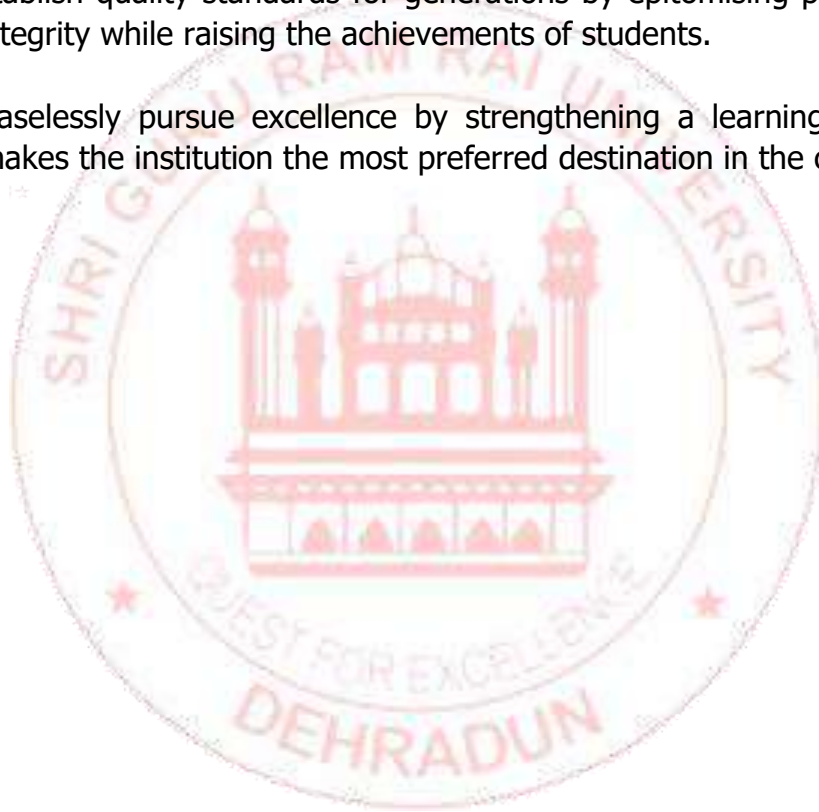 tablish quality standards for generations by epitomising p
tegrity while raising the achievements of students.
aselessly pursue excellence by strengthening a learning
makes the institution the most preferred destination in the
SHRI GURU RAM RAI UNIVERSITY
QUEST FOR EXCELLENCE
DEHRADUN